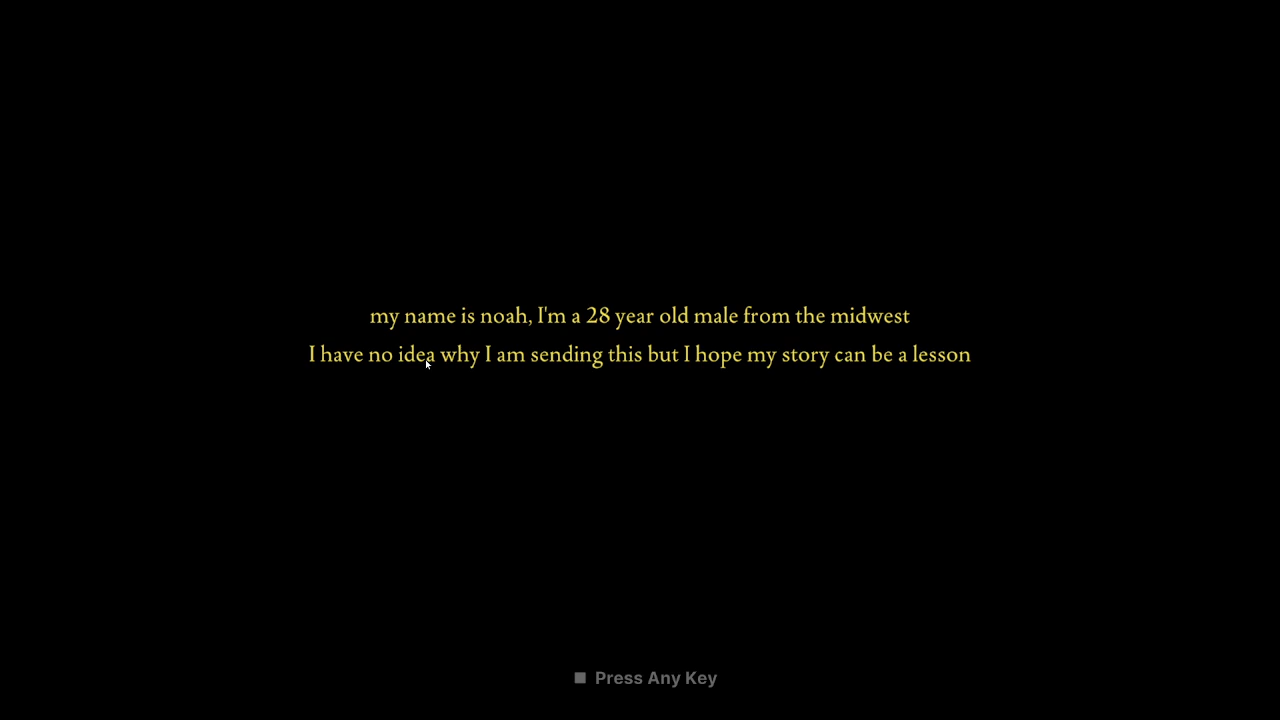 my name is noah, I'm a 28 year old male from the midwest
I have no idea why I am sending this but I hope my story can be a lesson
Press Any Key